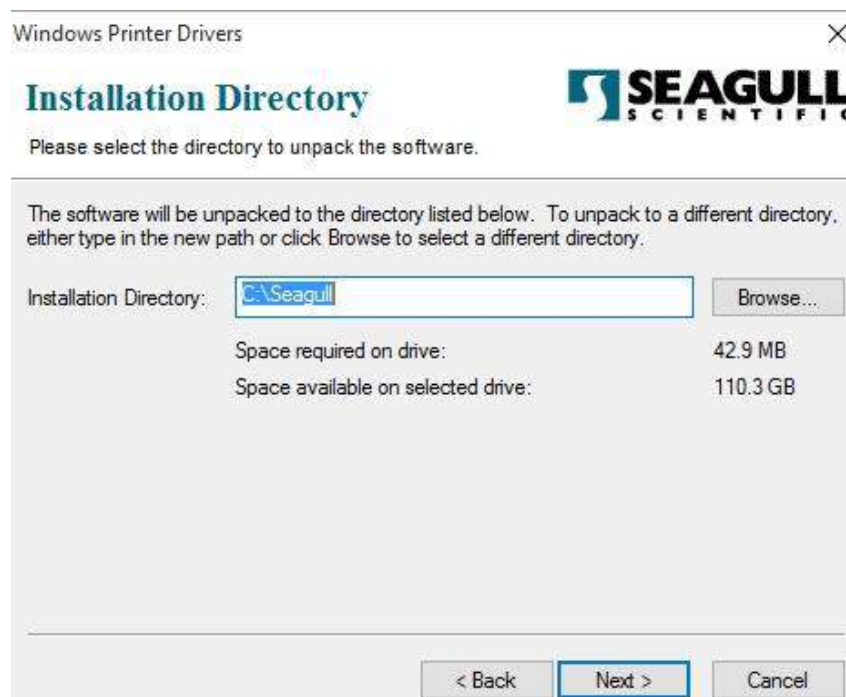 Windows Printer Drivers
Installation Directory
SEAGULL
SCIENTIFIC
Please select the directory to unpack the software.
The software will be unpacked to the directory listed below. To unpack to a different directory,
either type in the new path or click Browse to select a different directory.
Installation Directory: C:\Seagull Browse...
Space required on drive: 42.9 MB
Space available on selected drive: 110.3 GB
< Back Next > Cancel